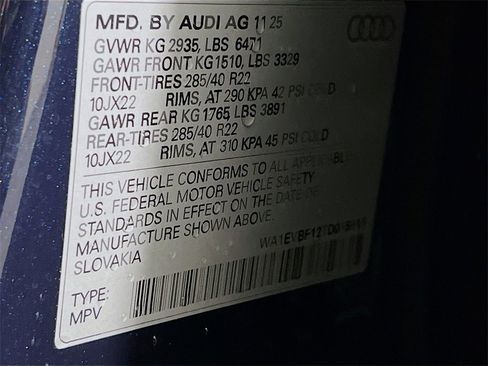 MFD. BY AUDI AG 11 25
GVWR KG 2935, LBS 6471
GAWR FRONT KG1510, LBS 3329
FRONT-TIRES 285/40 R22
10JX22 RIMS, AT 290 KPA 42 PSI COLD
GAWR REAR KG 1765, LBS 3891
REAR-TIRES 285/40 R22
10JX22 RIMS, AT 310 KPA 45 PSI COLD
THIS VEHICLE CONFORMS TO ALL APPLICABLE
U.S. FEDERAL MOTOR VEHICLE SAFETY
STANDARDS IN EFFECT ON THE DATE OF
MANUFACTURE SHOWN ABOVE.
SLOVAKIA
TYPE:
MPV